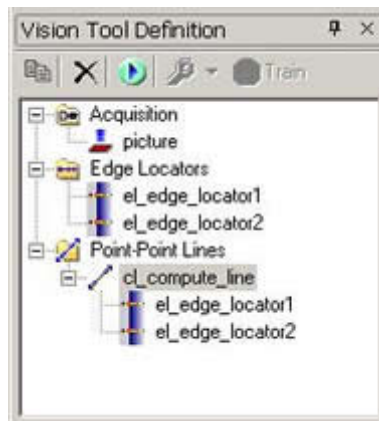 Vision Tool Definition
Train
Acquisition
picture
Edge Locators
el_edge_locator1
el_edge_locator2
Point-Point Lines
cl_compute_line
el_edge_locator1
el_edge_locator2